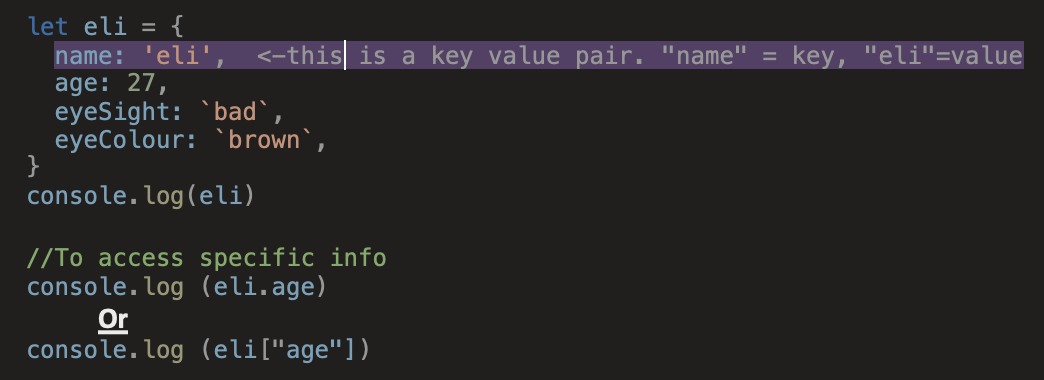 let eli = {
  name: 'eli',  <-this is a key value pair. "name" = key, "eli"=value
  age: 27,
  eyeSight: `bad`,
  eyeColour: `brown`,
}
console.log(eli)
//To access specific info
console.log (eli.age)
Or
console.log (eli["age"])